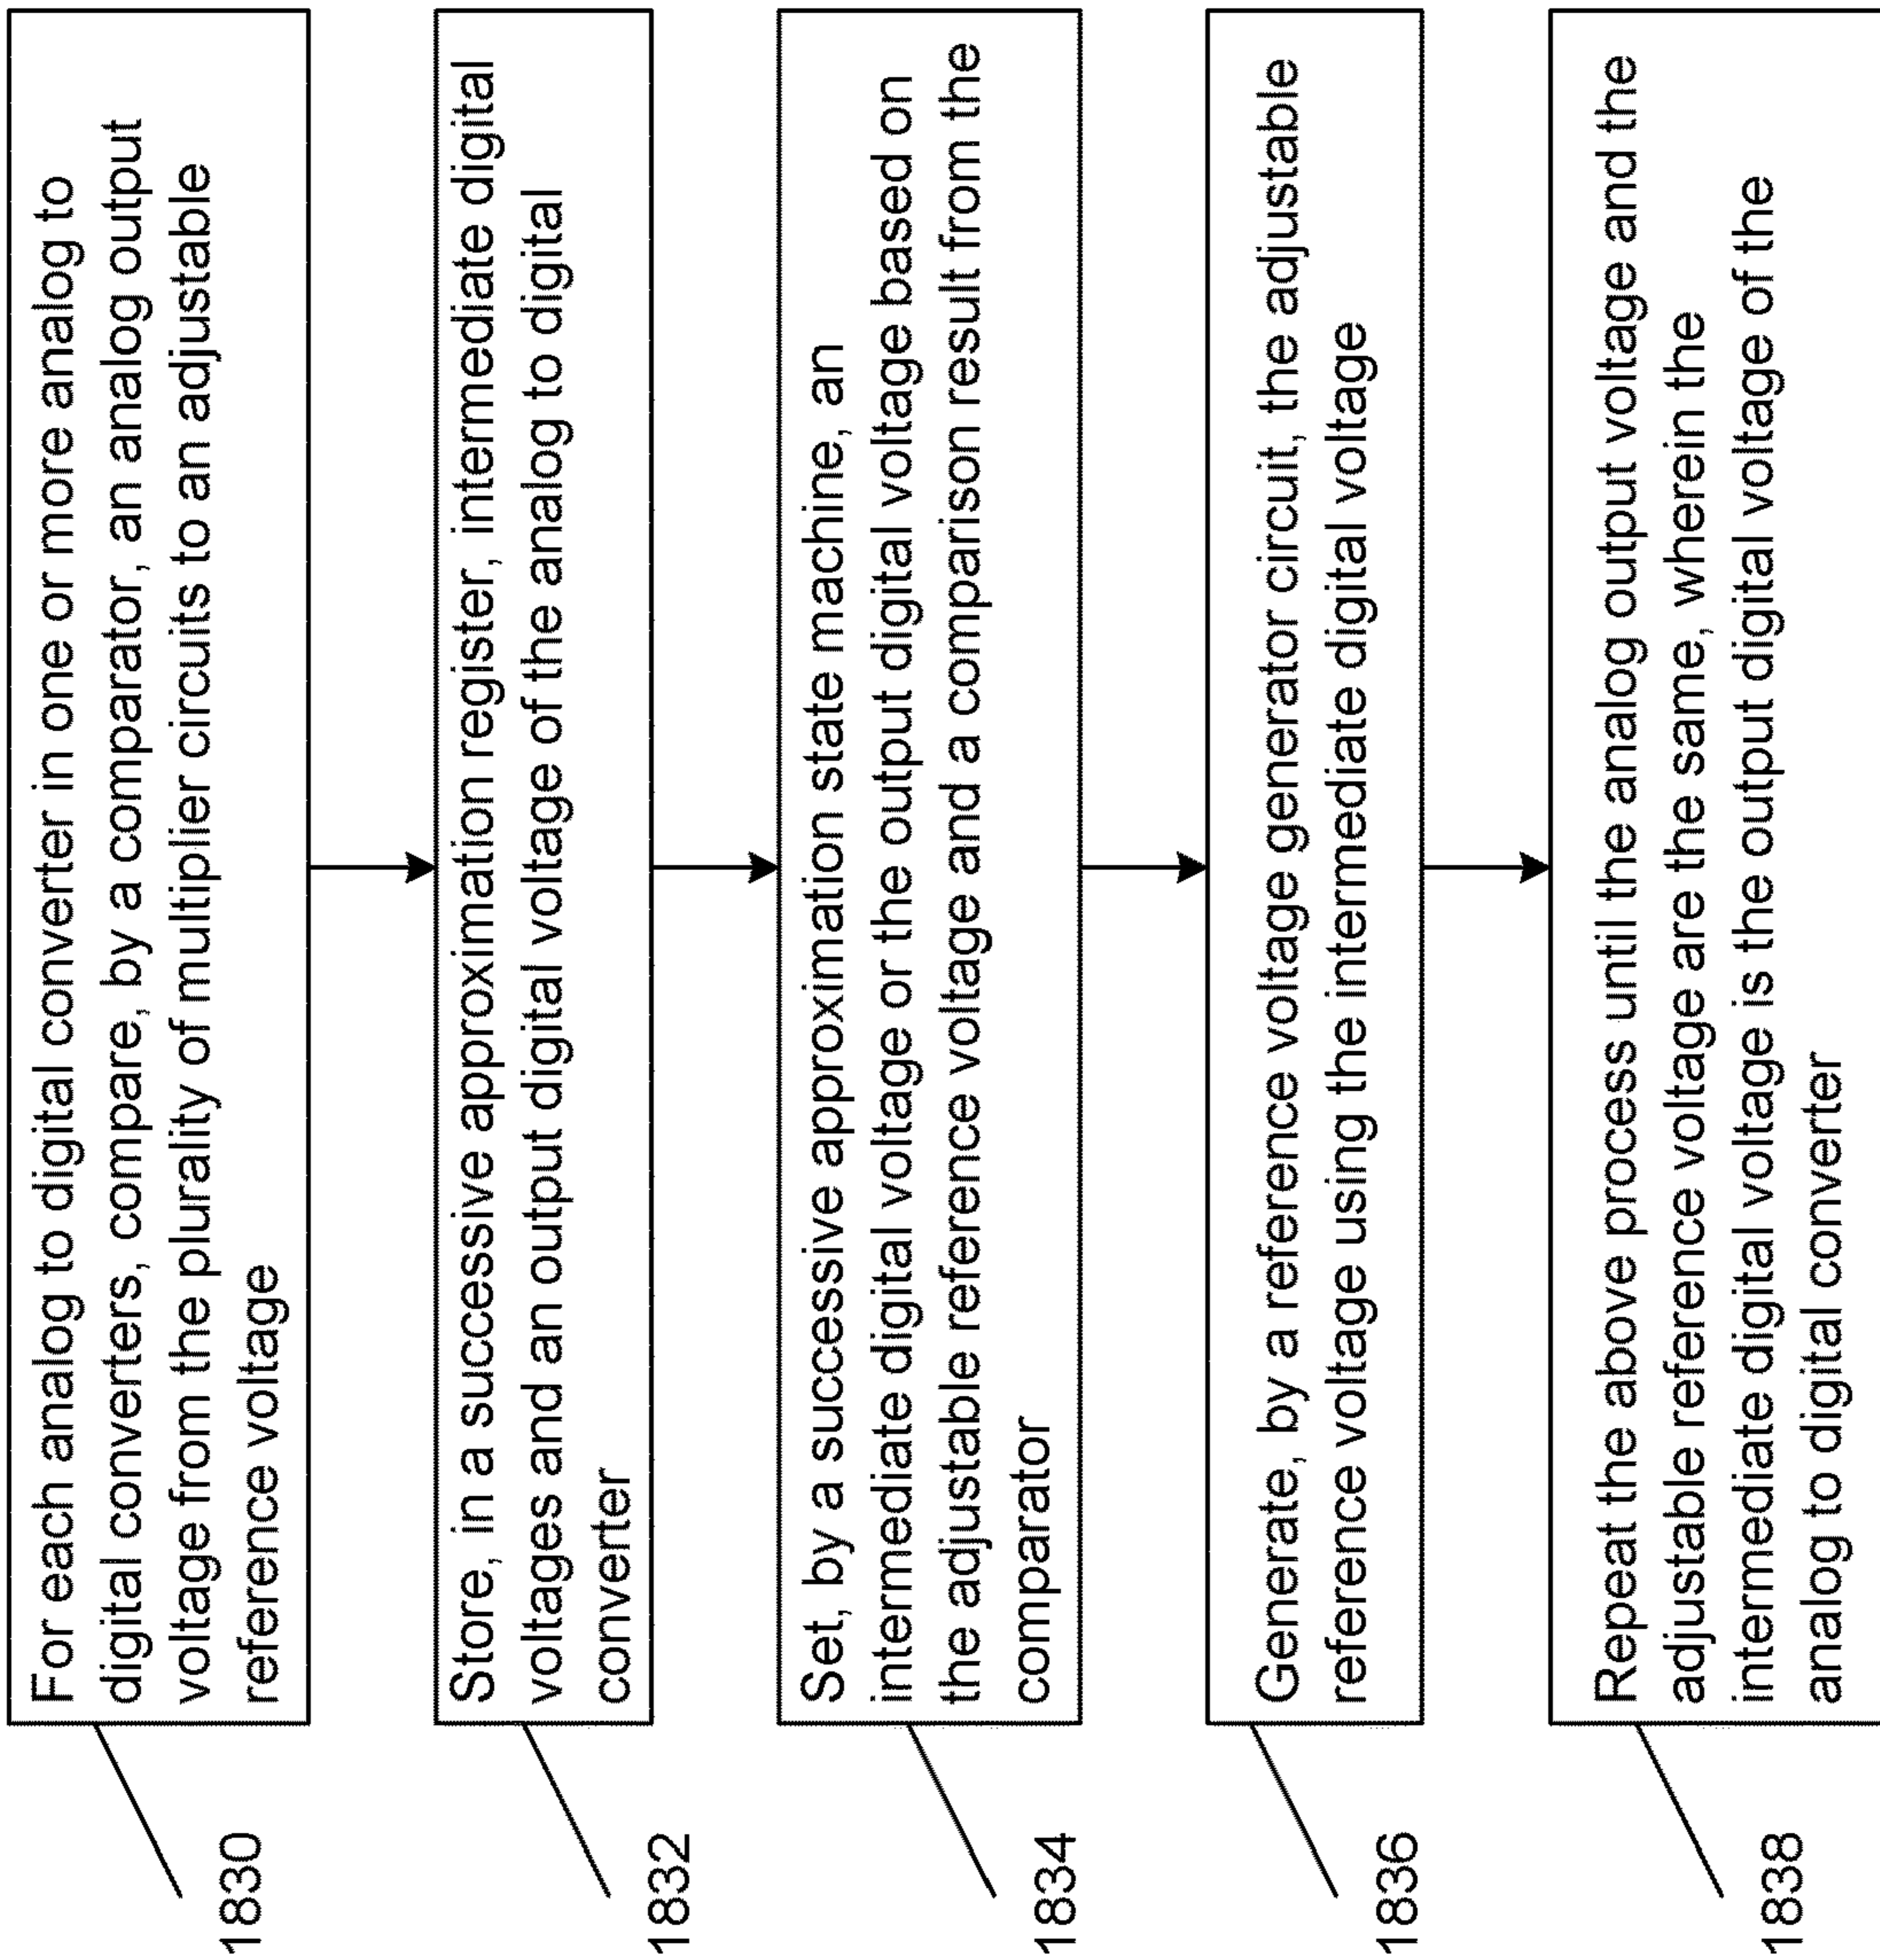 1830
For each analog to digital converter in one or more analog to
digital converters, compare, by a comparator, an analog output
voltage from the plurality of multiplier circuits to an adjustable
reference voltage
1832
Store, in a successive approximation register, intermediate digital
voltages and an output digital voltage of the analog to digital
converter
1834
Set, by a successive approximation state machine, an
intermediate digital voltage or the output digital voltage based on
the adjustable reference voltage and a comparison result from the
comparator
1836
Generate, by a reference voltage generator circuit, the adjustable
reference voltage using the intermediate digital voltage
1838
Repeat the above process until the analog output voltage and the
adjustable reference voltage are the same, wherein the
intermediate digital voltage is the output digital voltage of the
analog to digital converter